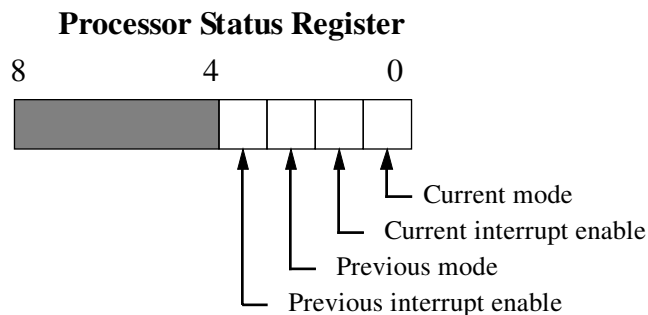 Processor Status Register
8 4 0
Current mode
Current interrupt enable
Previous mode
Previous interrupt enable